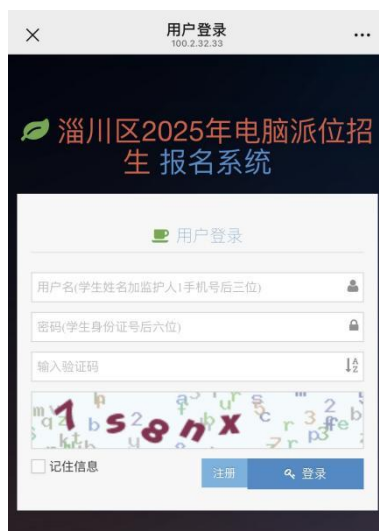 用户登录
100.2.32.33
淄川区2025年电脑派位招
生 报名系统
用户登录
用户名(学生姓名加监护人1手机号后三位)
密码(学生身份证号后六位)
输入验证码
1s8nx
记住信息
注册
登录